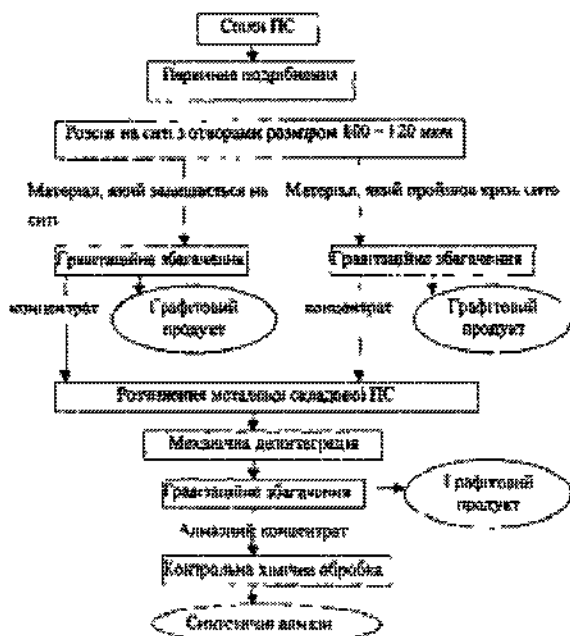 Спеки ПС
Первинне подрібнення
Розсів на ситі з отворами розміром 100 – 120 мкм
Матеріал, який залишається на
ситі
Матеріал, який пройшов крізь сито
Гравітаційне збагачення
Гравітаційне збагачення
концентрат
Графітовий
продукт
концентрат
Графітовий
продукт
Розчинення металевої складової ПС
Механічна дезінтеграція
Гравітаційне збагачення
Графітовий
продукт
Алмазний концентрат
Контрольна хімічна обробка
Синтетичні алмази